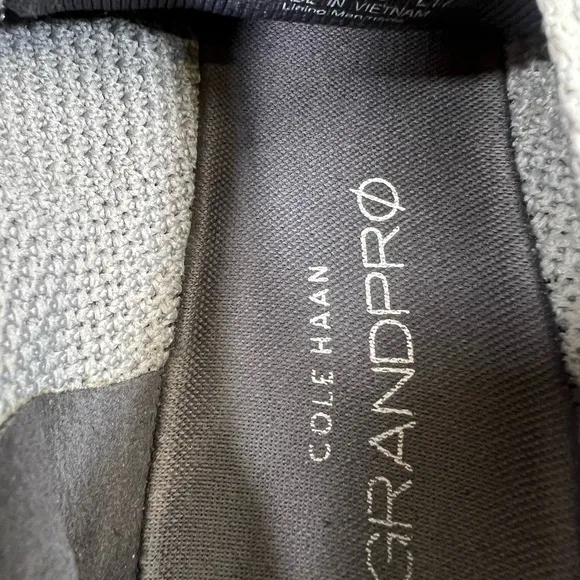 IN VIETNAM
COLE HAAN
GRANDPRØ